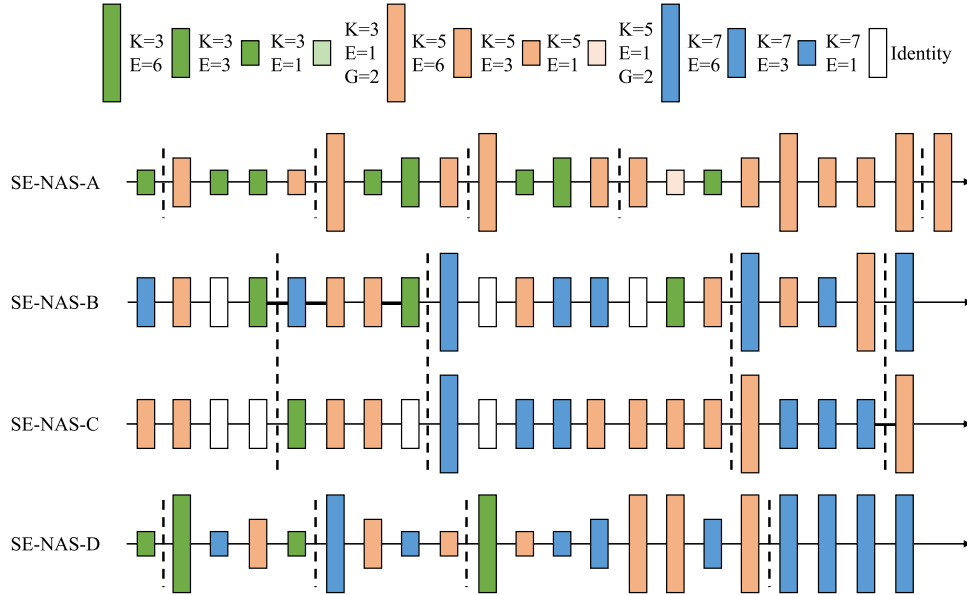 K=3
E=6
K=3
E=3
K=3
E=1
K=3
E=1
G=2
K=5
E=6
K=5
E=3
K=5
E=1
K=5
E=1
G=2
K=7
E=6
K=7
E=3
K=7
E=1
Identity
SE-NAS-A
SE-NAS-B
SE-NAS-C
SE-NAS-D